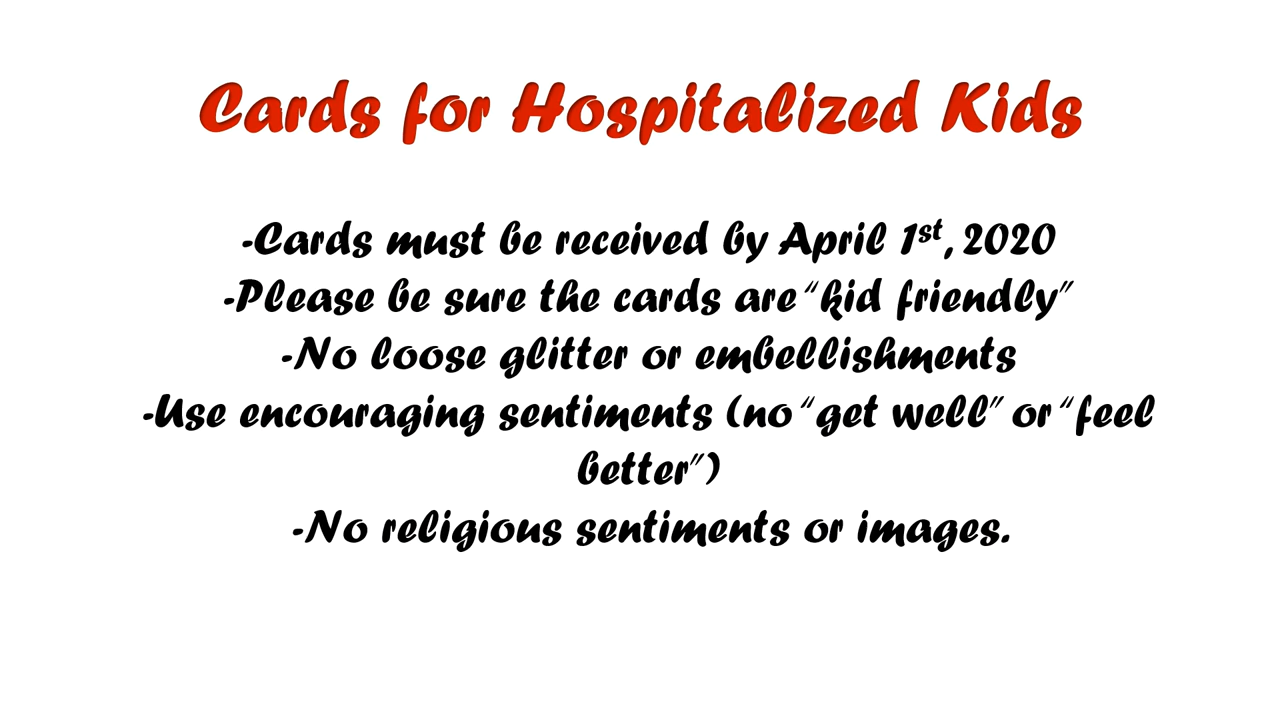 Cards for Hospitalized Kids
-Cards must be received by April 1st, 2020
-Please be sure the cards are “kid friendly”
-No loose glitter or embellishments
-Use encouraging sentiments (no “get well” or “feel
better”)
-No religious sentiments or images.